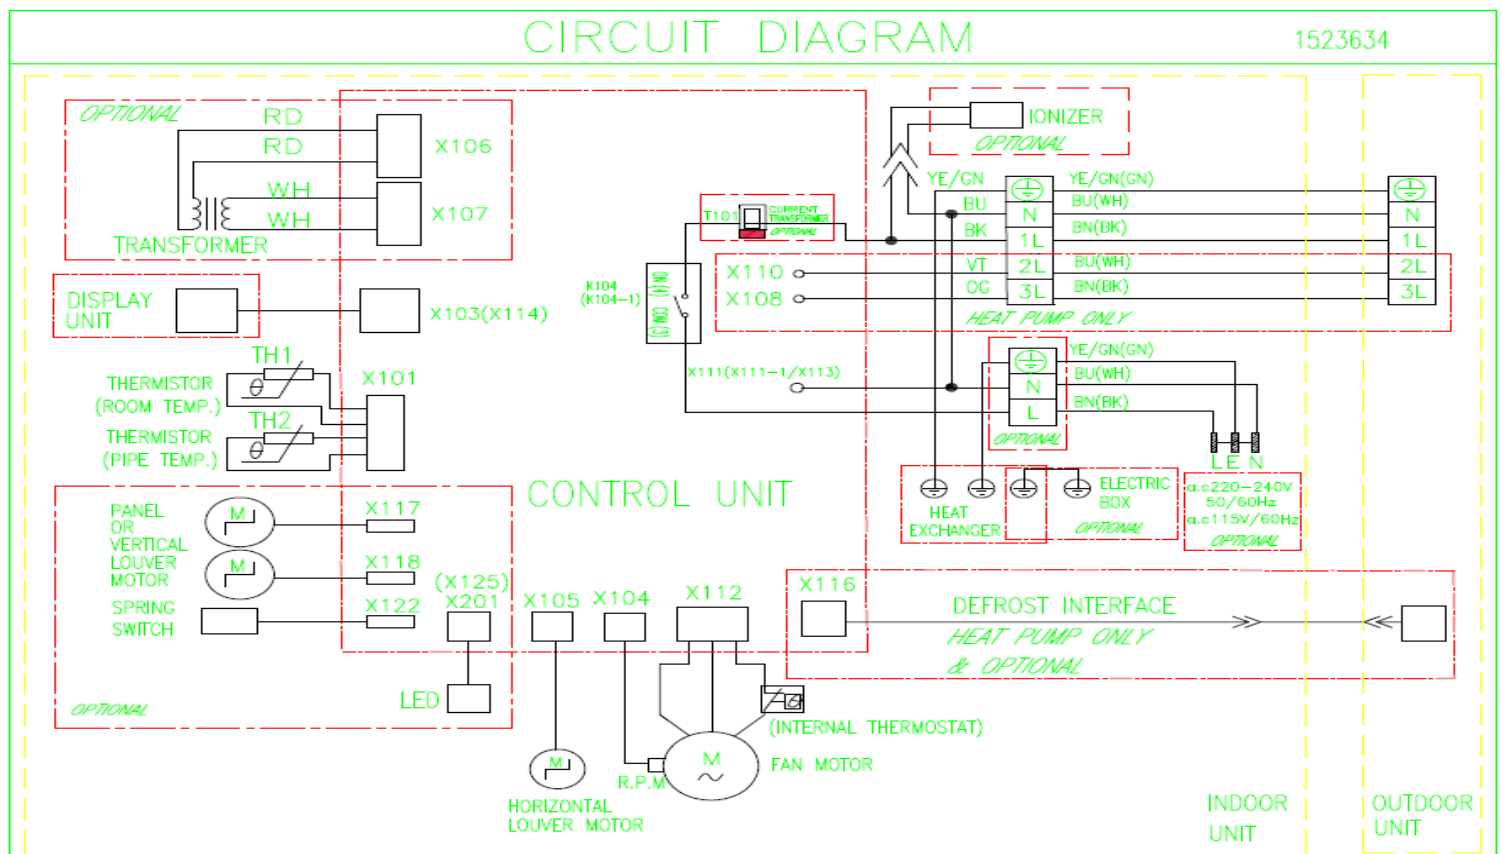 CIRCUIT DIAGRAM
1523634
OPTIONAL
RD
RD
WH
WH
TRANSFORMER
X106
X107
DISPLAY
UNIT
X103(X114)
TH1
THERMISTOR
(ROOM TEMP.)
TH2
THERMISTOR
(PIPE TEMP.)
X101
PANEL
OR
VERTICAL
LOUVER
MOTOR
M
M
X117
X118
SPRING
SWITCH
X122
(X125)
X201
LED
OPTIONAL
CONTROL UNIT
X105
X104
X112
M
HORIZONTAL
LOUVER MOTOR
R.P.M
M
FAN MOTOR
(INTERNAL THERMOSTAT)
T101
CURRENT
TRANSFORMER
OPTIONAL
K104
(K104-1)
ON(4) COM(3)
X110
X108
X111(X111-1/X113)
IONIZER
OPTIONAL
YE/GN
BU
BK
VT
OG
N
1L
2L
3L
YE/GN(GN)
BU(WH)
BN(BK)
BU(WH)
BN(BK)
N
1L
2L
3L
HEAT PUMP ONLY
N
L
OPTIONAL
YE/GN(GN)
BU(WH)
BN(BK)
L E N
a.c220-240V
50/60Hz
a.c115V/60Hz
OPTIONAL
HEAT
EXCHANGER
ELECTRIC
BOX
OPTIONAL
X116
DEFROST INTERFACE
HEAT PUMP ONLY
& OPTIONAL
INDOOR
UNIT
OUTDOOR
UNIT